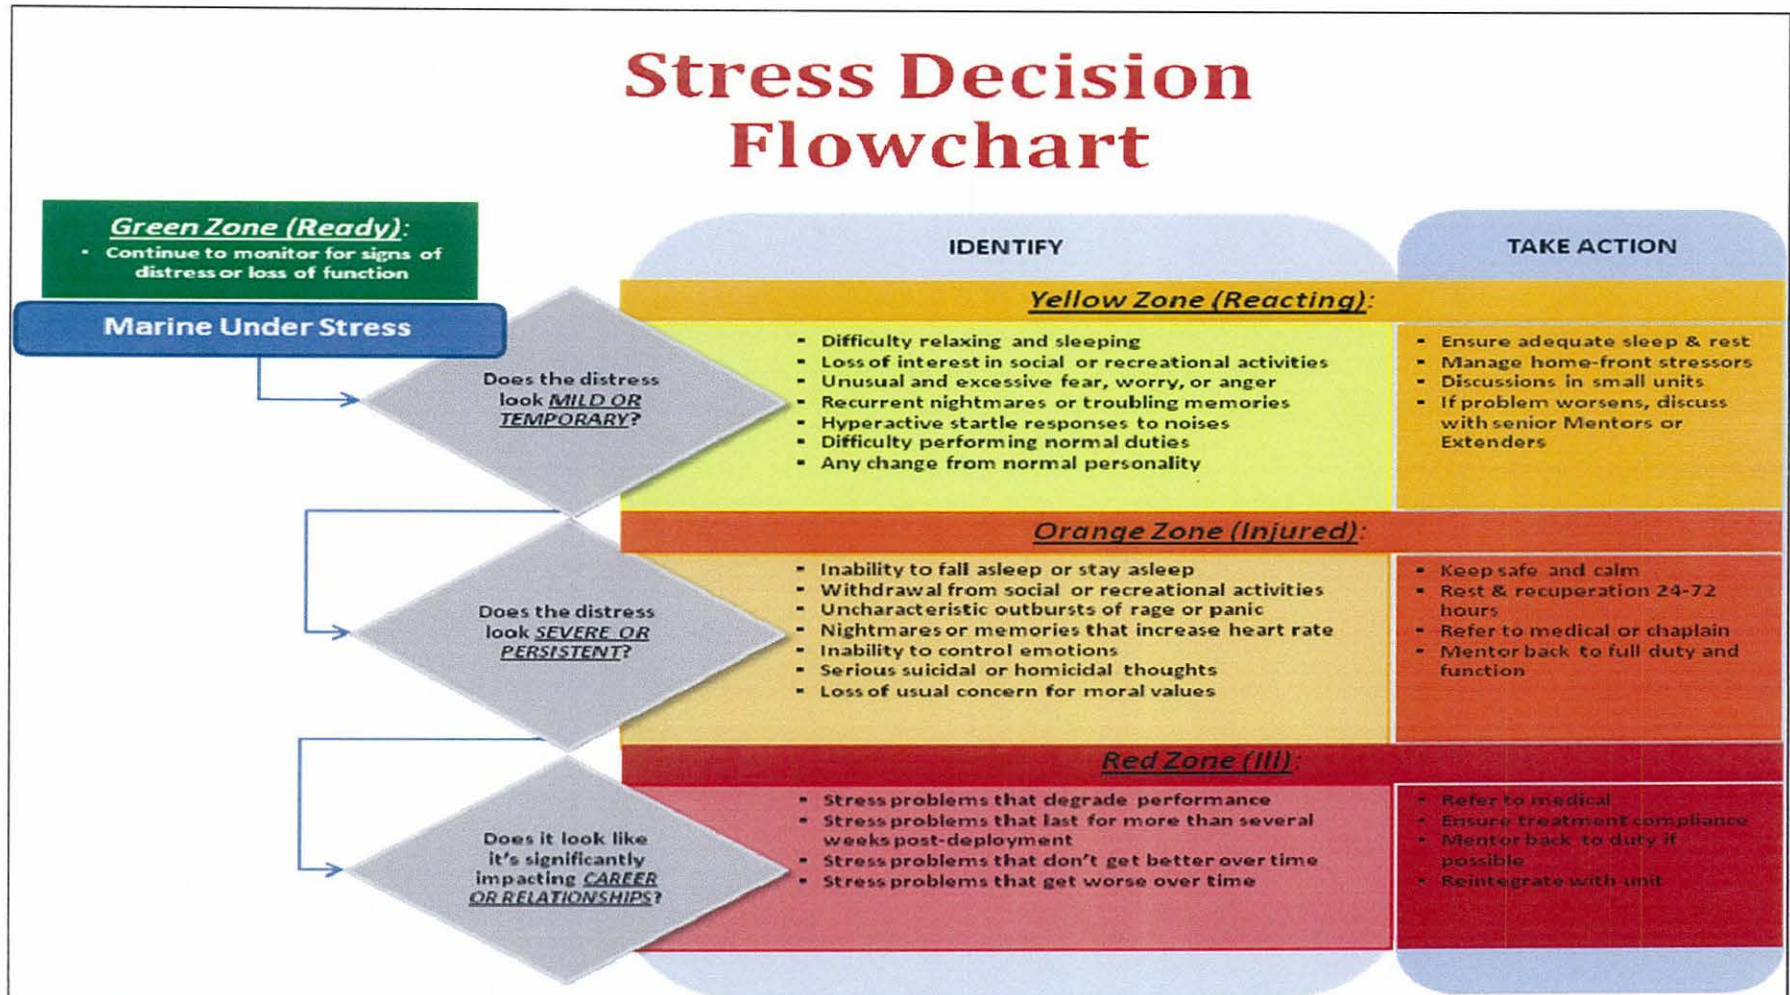 Stress Decision
Flowchart
Green Zone (Ready):
▪ Continue to monitor for signs of
distress or loss of function
Marine Under Stress
IDENTIFY
TAKE ACTION
Does the distress
look MILD OR
TEMPORARY?
Yellow Zone (Reacting):
▪ Difficulty relaxing and sleeping
▪ Loss of interest in social or recreational activities
▪ Unusual and excessive fear, worry, or anger
▪ Recurrent nightmares or troubling memories
▪ Hyperactive startle responses to noises
▪ Difficulty performing normal duties
▪ Any change from normal personality
▪ Ensure adequate sleep & rest
▪ Manage home-front stressors
▪ Discussions in small units
▪ If problem worsens, discuss
with senior Mentors or
Extenders
Does the distress
look SEVERE OR
PERSISTENT?
Orange Zone (Injured):
▪ Inability to fall asleep or stay asleep
▪ Withdrawal from social or recreational activities
▪ Uncharacteristic outbursts of rage or panic
▪ Nightmares or memories that increase heart rate
▪ Inability to control emotions
▪ Serious suicidal or homicidal thoughts
▪ Loss of usual concern for moral values
▪ Keep safe and calm
▪ Rest & recuperation 24-72
hours
▪ Refer to medical or chaplain
▪ Mentor back to full duty and
function
Does it look like
it's significantly
impacting CAREER
OR RELATIONSHIPS?
Red Zone (Ill):
▪ Stress problems that degrade performance
▪ Stress problems that last for more than several
weeks post-deployment
▪ Stress problems that don't get better over time
▪ Stress problems that get worse over time
▪ Refer to medical
▪ Ensure treatment compliance
▪ Mentor back to duty if
possible
▪ Reintegrate with unit